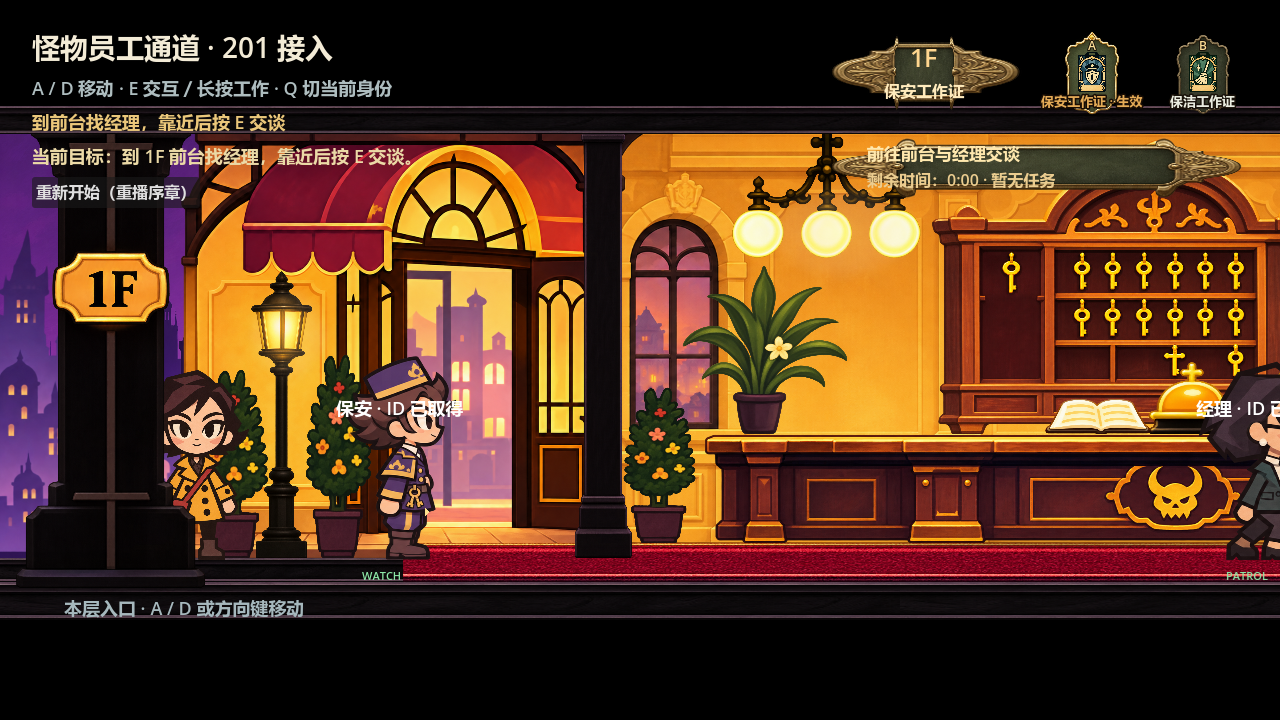 怪物员工通道 · 201 接入
A / D 移动 · E 交互 / 长按工作 · Q 切当前身份
1F
保安工作证
A
保安工作证 · 生效
B
保洁工作证
到前台找经理，靠近后按 E 交谈
当前目标：到 1F 前台找经理，靠近后按 E 交谈。
重新开始（重播序章）
前往前台与经理交谈
剩余时间：0:00 · 暂无任务
1F
保安 · ID 已取得
经理 · ID 已
WATCH
PATROL
本层入口 · A / D 或方向键移动